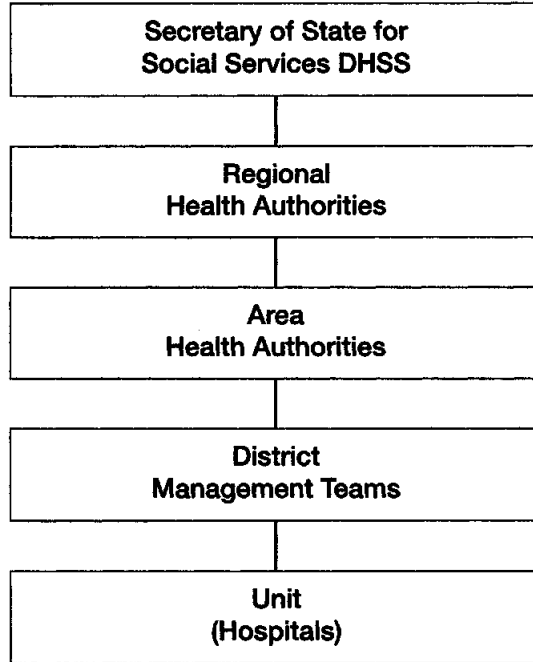 Secretary of State for
Social Services DHSS
Regional
Health Authorities
Area
Health Authorities
District
Management Teams
Unit
(Hospitals)